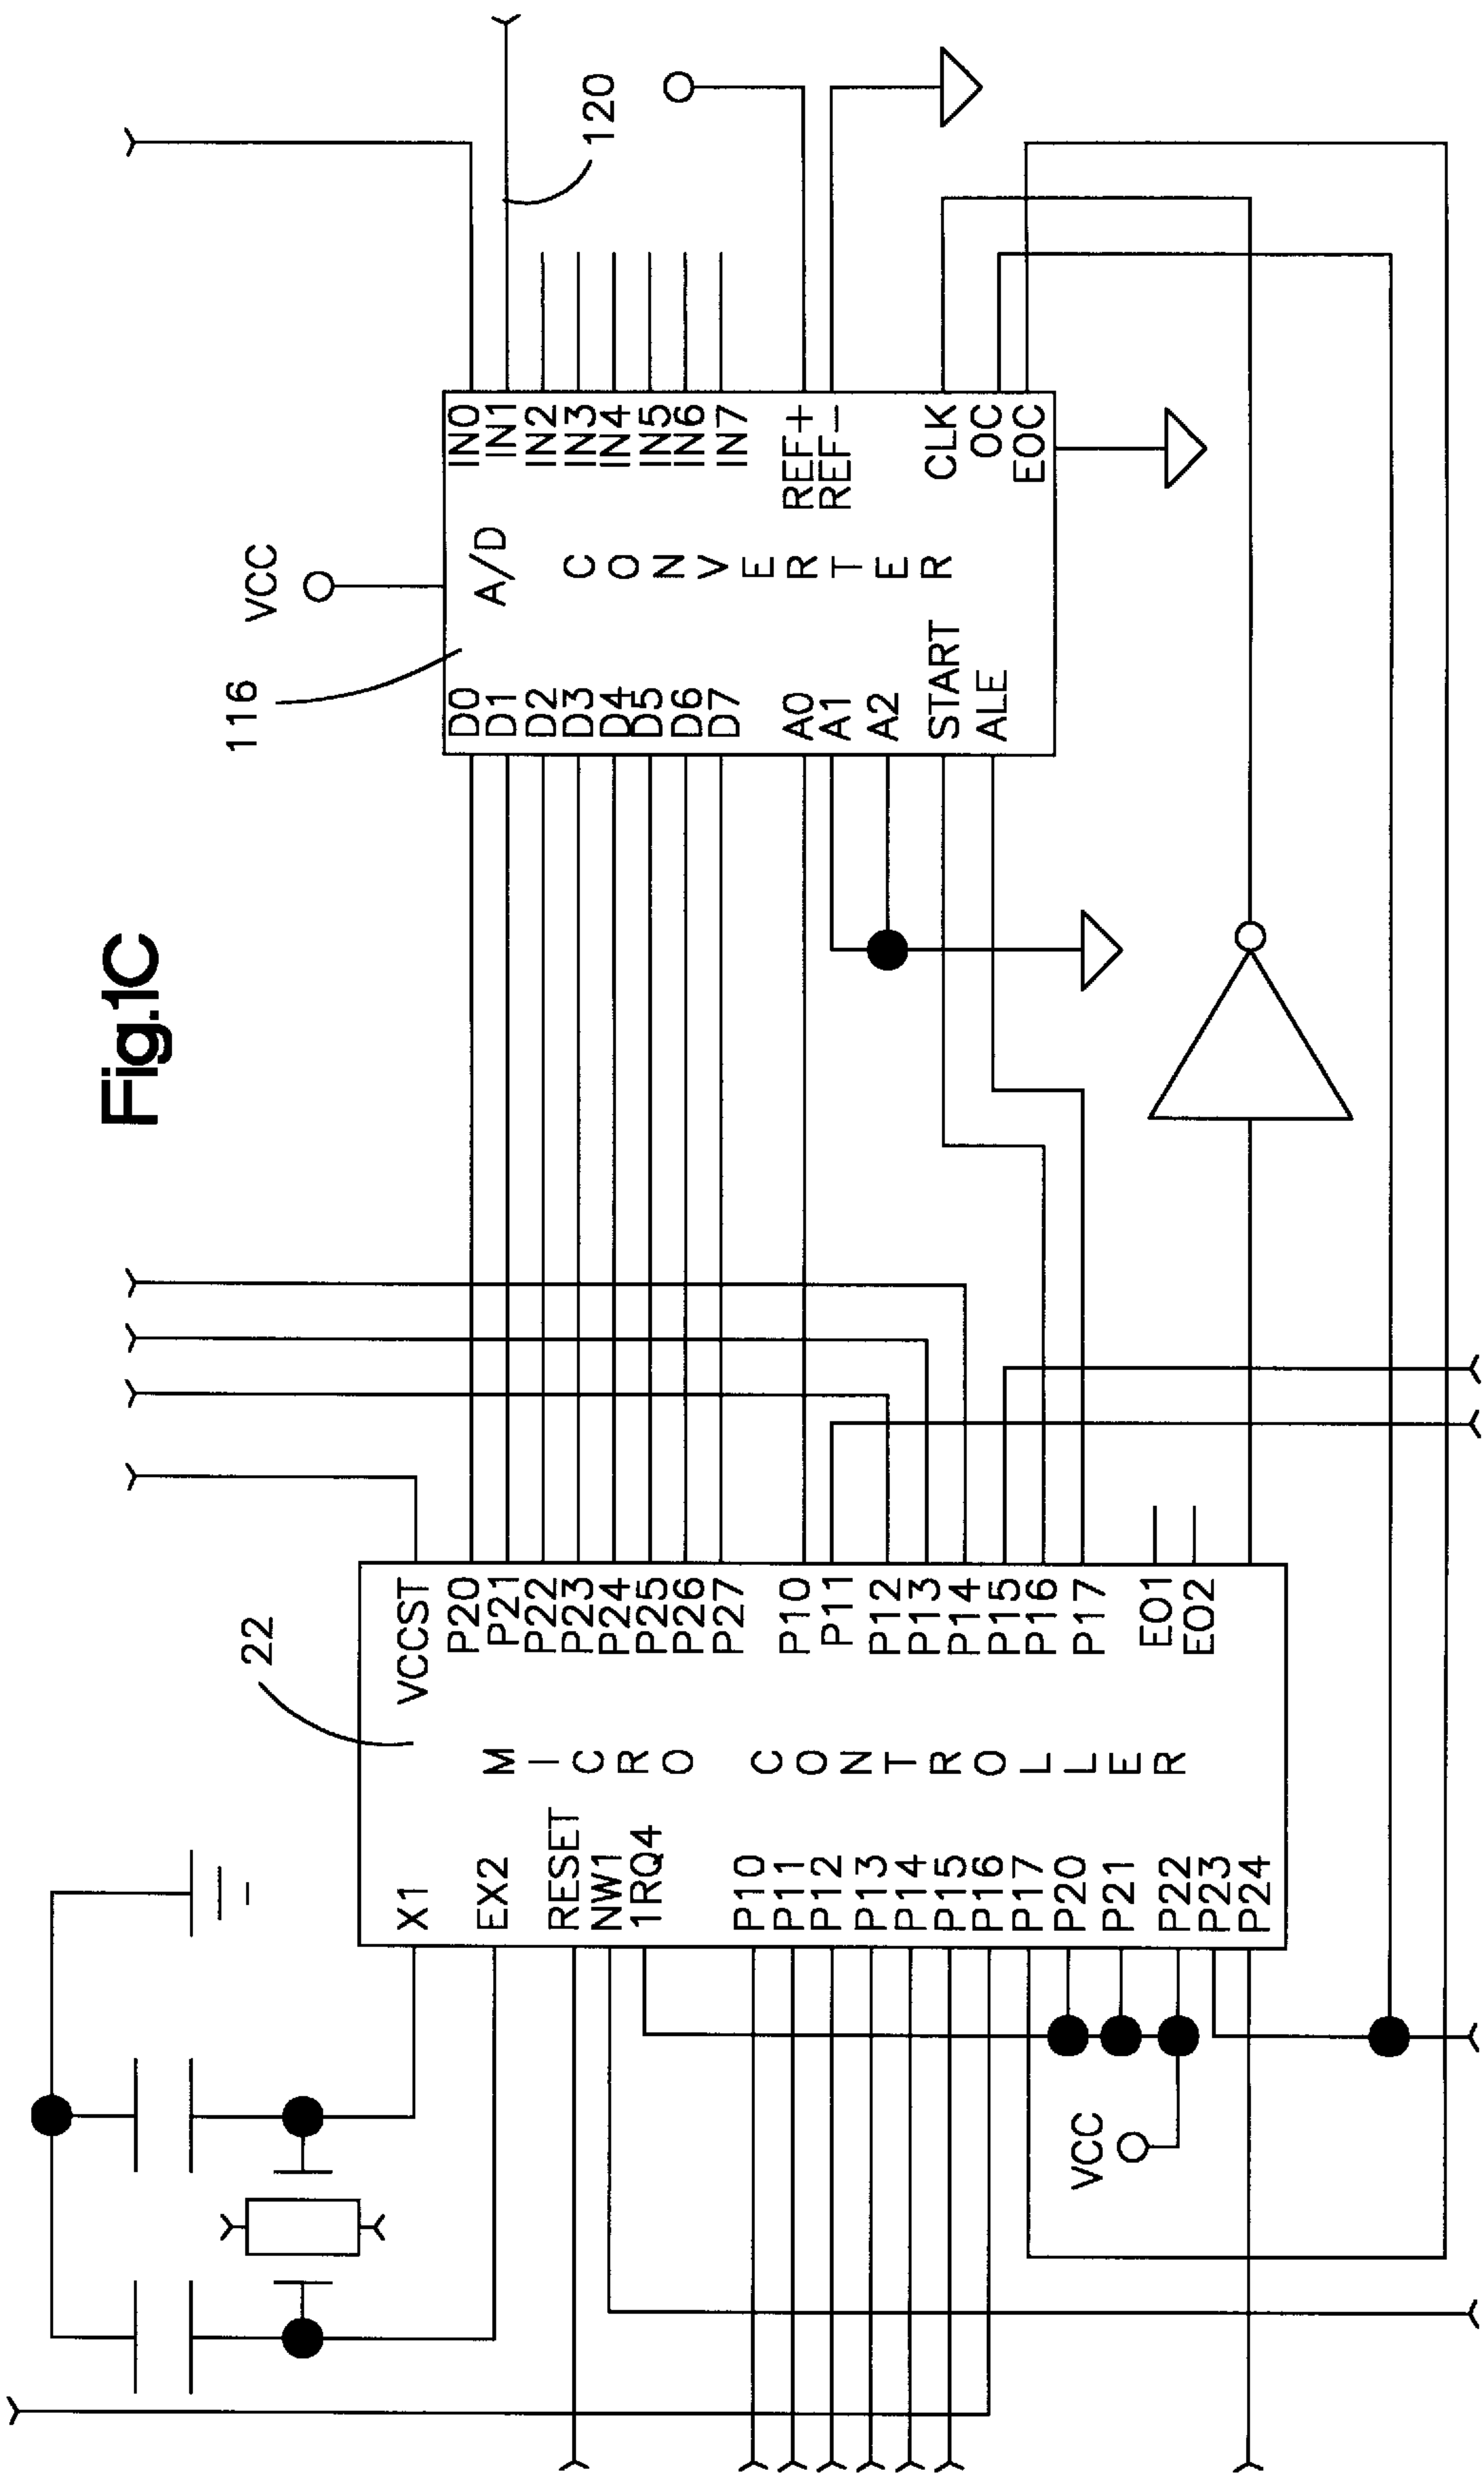 Fig.1C
22
X1
EX2
RESET
NW1
1RQ4
P10
P11
P12
P13
P14
P15
P16
P17
P20
P21
P22
P23
P24
VCC
MICRO CONTROLLER
VCCST
P20
P21
P22
P23
P24
P25
P26
P27
P10
P11
P12
P13
P14
P15
P16
P17
EO1
EO2
116
VCC
D0
D1
D2
D3
D4
D5
D6
D7
A0
A1
A2
START
ALE
A/D
CONVERTER
IN0
IN1
IN2
IN3
IN4
IN5
IN6
IN7
REF+
REF-
CLK
OC
EOC
120